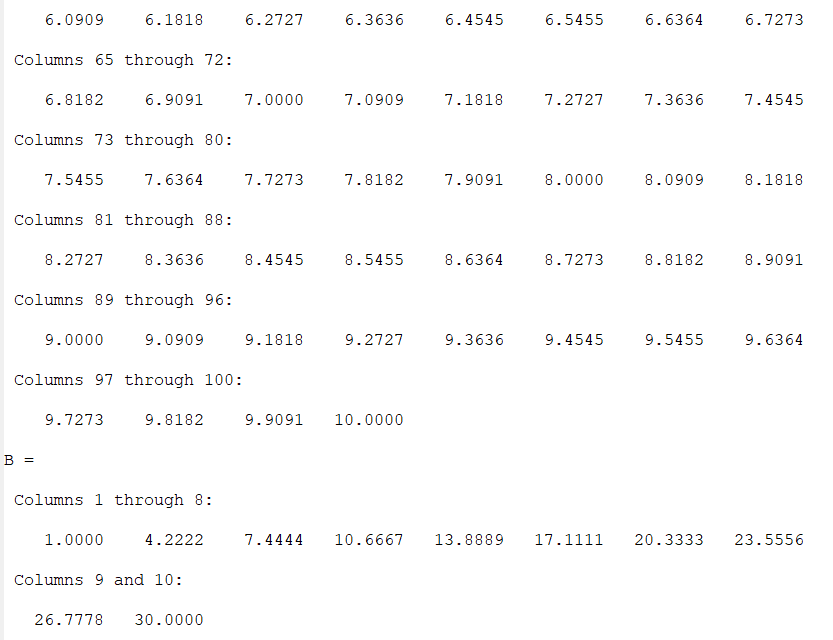 6.0909 6.1818 6.2727 6.3636 6.4545 6.5455 6.6364 6.7273
Columns 65 through 72:
6.8182 6.9091 7.0000 7.0909 7.1818 7.2727 7.3636 7.4545
Columns 73 through 80:
7.5455 7.6364 7.7273 7.8182 7.9091 8.0000 8.0909 8.1818
Columns 81 through 88:
8.2727 8.3636 8.4545 8.5455 8.6364 8.7273 8.8182 8.9091
Columns 89 through 96:
9.0000 9.0909 9.1818 9.2727 9.3636 9.4545 9.5455 9.6364
Columns 97 through 100:
9.7273 9.8182 9.9091 10.0000
B =
Columns 1 through 8:
1.0000 4.2222 7.4444 10.6667 13.8889 17.1111 20.3333 23.5556
Columns 9 and 10:
26.7778 30.0000